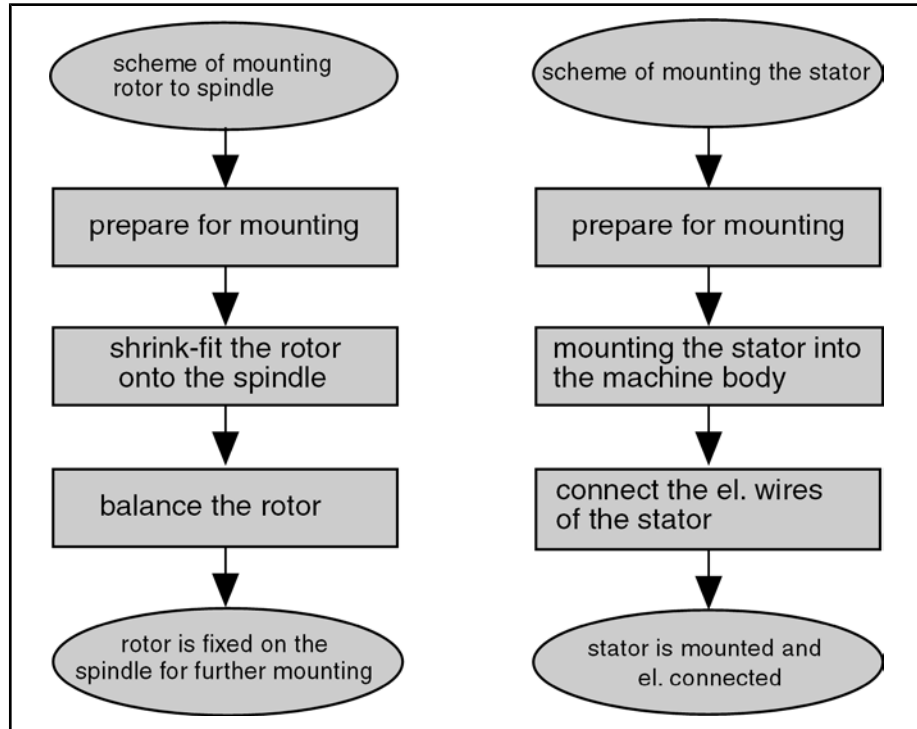 scheme of mounting
rotor to spindle
prepare for mounting
shrink-fit the rotor
onto the spindle
balance the rotor
rotor is fixed on the
spindle for further mounting
scheme of mounting the stator
prepare for mounting
mounting the stator into
the machine body
connect the el. wires
of the stator
stator is mounted and
el. connected